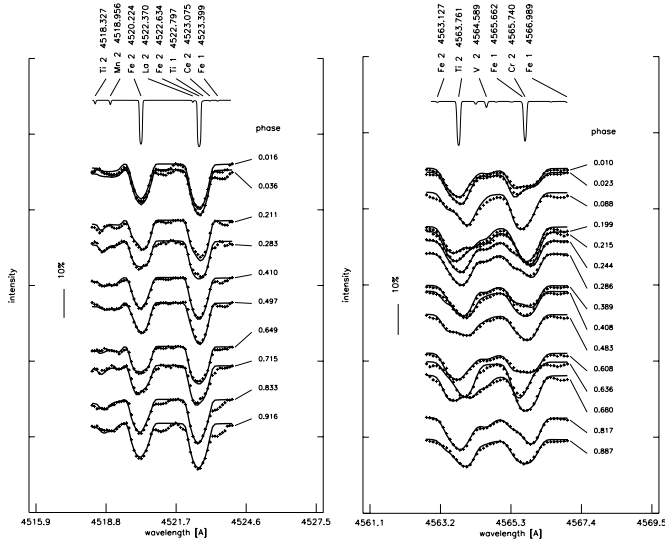 Ti 2 4518.327
Mn 2 4518.956
Fe 2 4520.224
La 2 4522.370
Fe 2 4522.634
Ti 1 4522.797
Ce 2 4523.075
Fe 1 4523.399
phase
0.016
0.036
0.211
0.283
0.410
0.497
0.649
0.715
0.833
0.916
intensity
10%
4515.9 4518.8 4521.7 4524.6 4527.5
wavelength [A]
Fe 2 4563.127
Ti 2 4563.761
V 2 4564.589
Fe 1 4565.662
Cr 2 4565.740
Fe 1 4566.989
phase
0.010
0.023
0.088
0.199
0.215
0.244
0.286
0.389
0.408
0.483
0.608
0.636
0.680
0.817
0.887
intensity
10%
4561.1 4563.2 4565.3 4567.4 4569.5
wavelength [A]